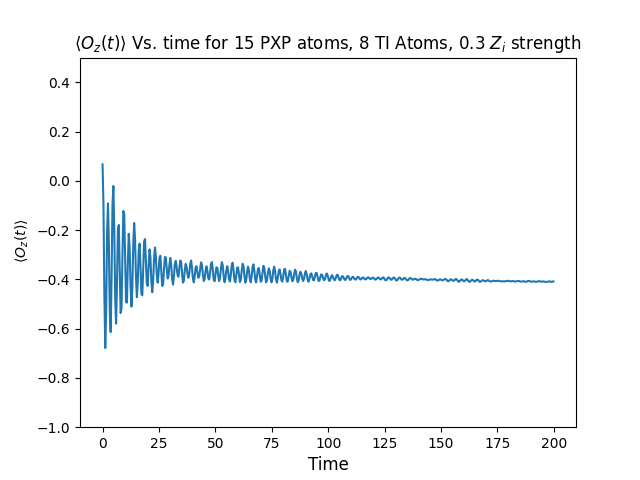 ⟨O_z(t)⟩ Vs. time for 15 PXP atoms, 8 TI Atoms, 0.3 Z_i strength
0.4
0.2
0.0
−0.2
−0.4
−0.6
−0.8
−1.0
⟨O_z(t)⟩
0 25 50 75 100 125 150 175 200
Time